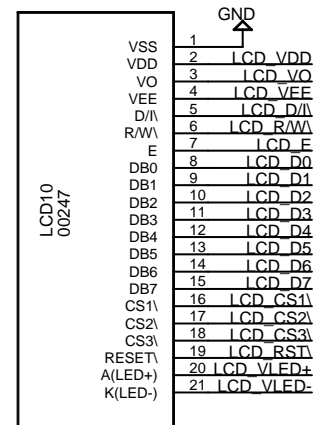 GND
VSS 1
VDD 2 LCD_VDD
VO 3 LCD_VO
VEE 4 LCD_VEE
D/I\ 5 LCD_D/I\
R/W\ 6 LCD_R/W\
E 7 LCD_E
DB0 8 LCD_D0
DB1 9 LCD_D1
DB2 10 LCD_D2
DB3 11 LCD_D3
DB4 12 LCD_D4
DB5 13 LCD_D5
DB6 14 LCD_D6
DB7 15 LCD_D7
CS1\ 16 LCD_CS1\
CS2\ 17 LCD_CS2\
CS3\ 18 LCD_CS3\
RESET\ 19 LCD_RST\
A(LED+) 20 LCD_VLED+
K(LED-) 21 LCD_VLED-
LCD10
00247